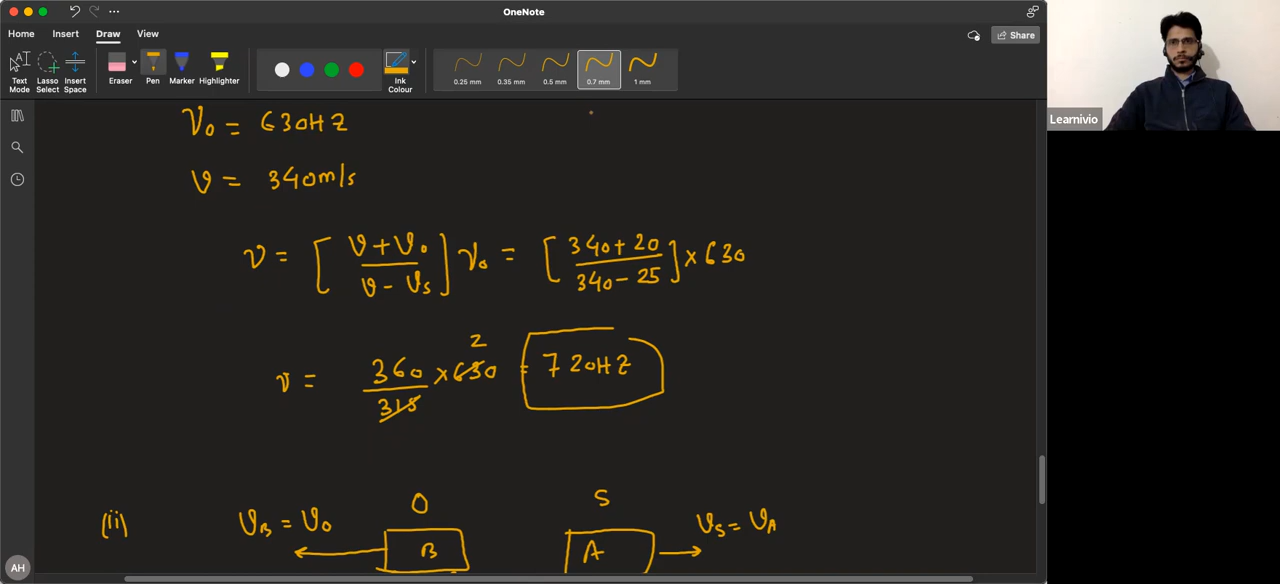 OneNote
Home Insert Draw View
Share
Text Mode Lasso Select Insert Space Eraser Pen Marker Highlighter Ink Colour 0.25 mm 0.35 mm 0.5 mm 0.7 mm 1 mm
Learnivio
ν₀ = 630HZ
v = 340m/s
ν = [ (v + v₀) / (v - vₛ) ] ν₀ = [ (340 + 20) / (340 - 25) ] × 630
ν = 360 / 315 × 630 2 = 720HZ
(ii) v_B = v₀ O B S A vₛ = v_A
AH